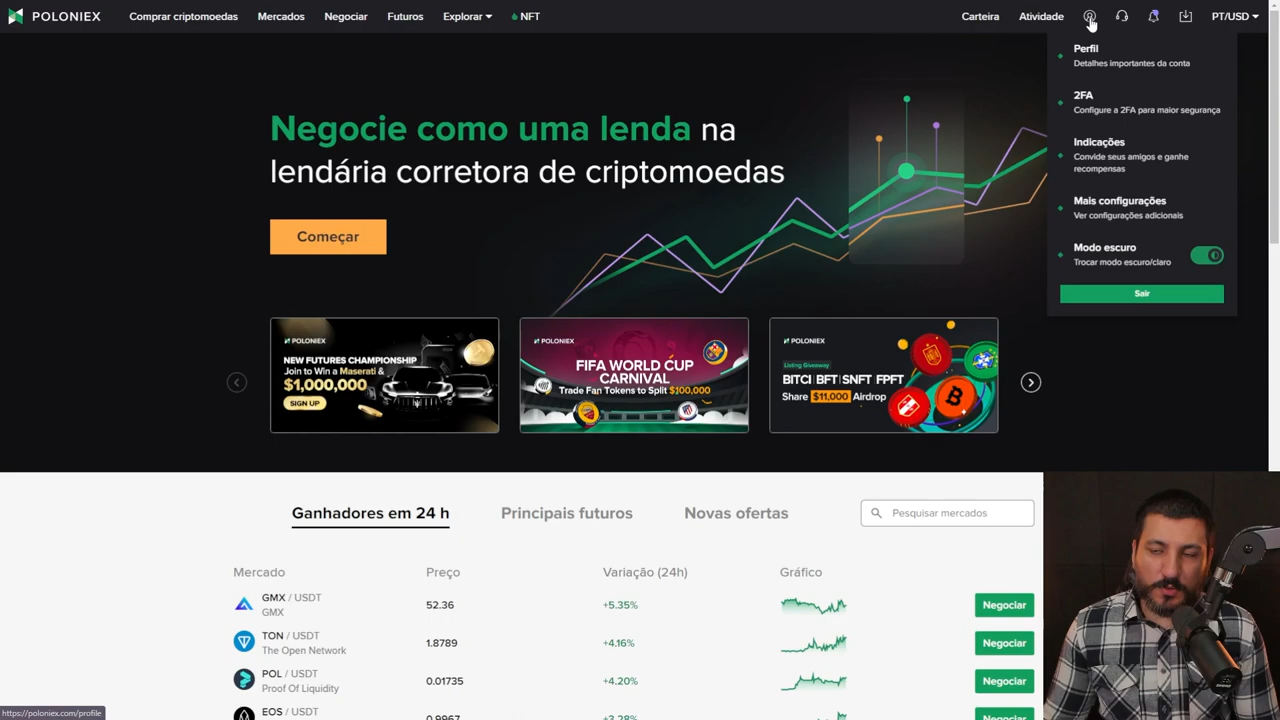 POLONIEX
Comprar criptomoedas
Mercados
Negociar
Futuros
Explorar
NFT
Carteira
Atividade
PT/USD
Perfil
Detalhes importantes da conta
2FA
Configure a 2FA para maior segurança
Indicações
Convide seus amigos e ganhe
recompensas
Mais configurações
Ver configurações adicionais
Modo escuro
Trocar modo escuro/claro
Sair
Negocie como uma lenda na
lendária corretora de criptomoedas
Começar
POLONIEX
NEW FUTURES CHAMPIONSHIP
Join to Win a Maserati &
$1,000,000
SIGN UP
POLONIEX
FIFA WORLD CUP
CARNIVAL
Trade Fan Tokens to Split $100,000
POLONIEX
Listing Giveaway
BITCI BFT SNFT FPFT
Share $11,000 Airdrop
Ganhadores em 24 h
Principais futuros
Novas ofertas
Pesquisar mercados
Mercado
Preço
Variação (24h)
Gráfico
GMX / USDT
GMX
52.36
+5.35%
Negociar
TON / USDT
The Open Network
1.8789
+4.16%
Negociar
POL / USDT
Proof Of Liquidity
0.01735
+4.20%
Negociar
EOS / USDT
0.9967
+3.28%
Negociar
https://poloniex.com/profile